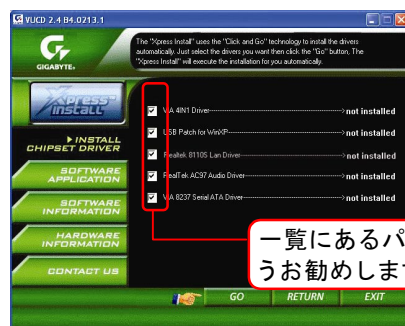 VUCD 2.4 B4.0213.1
GIGABYTE
The "Xpress Install" uses the "Click and Go" technology to install the drivers
automatically. Just select the drivers you want then click the "Go" button, The
"Xpress Install" will execute the installation for you automatically.
Xpress
INSTALL
VIA 4IN1 Driver not installed
USB Patch for WinXP not installed
Realtek 8110S Lan Driver not installed
RealTek AC97 Audio Driver not installed
VIA 8237 Serial ATA Driver not installed
INSTALL
CHIPSET DRIVER
SOFTWARE
APPLICATION
SOFTWARE
INFORMATION
HARDWARE
INFORMATION
CONTACT US
一覧にあるパ
うお勧めします
GO RETURN EXIT